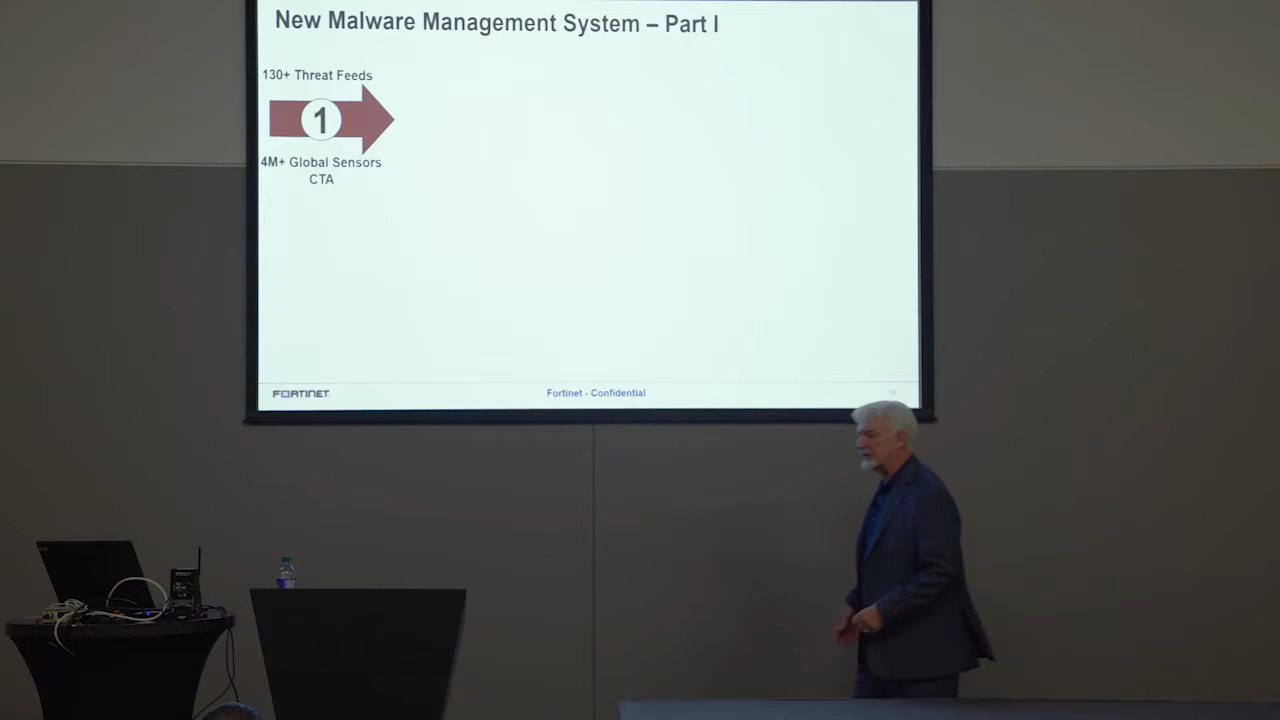 New Malware Management System – Part I
130+ Threat Feeds
1
4M+ Global Sensors
CTA
FORTINET
Fortinet - Confidential